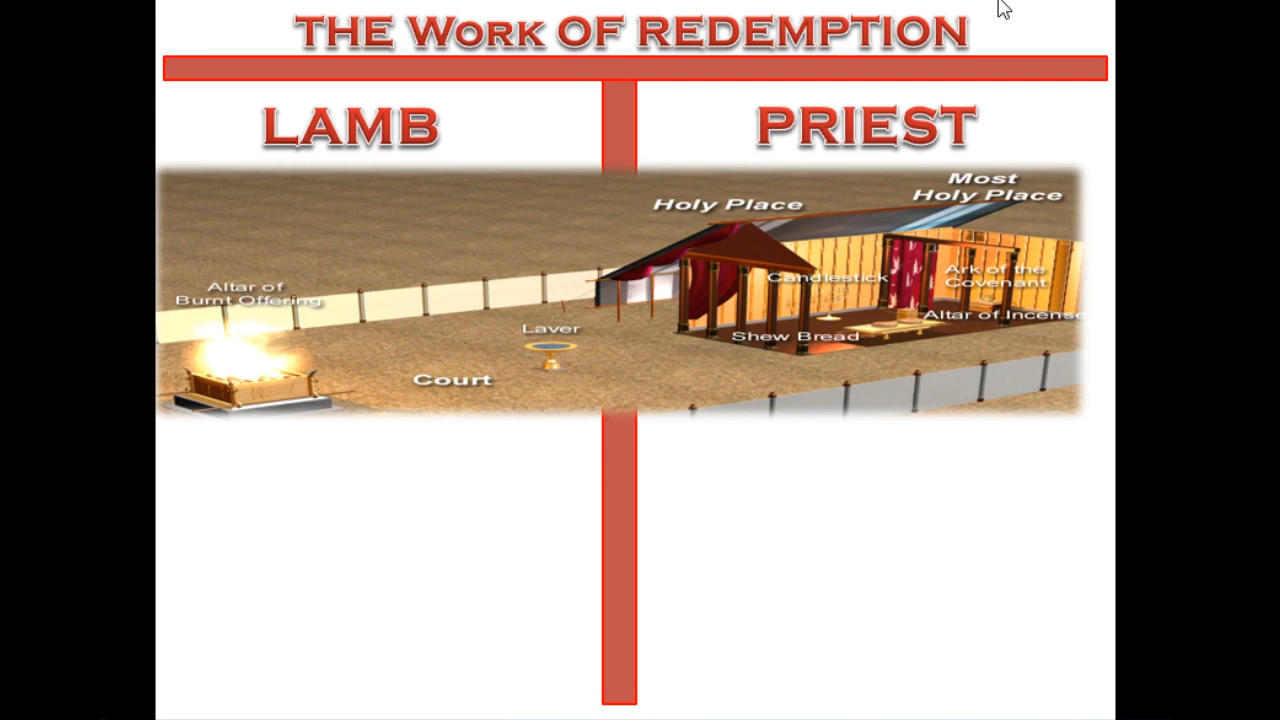 THE Work OF REDEMPTION
LAMB
PRIEST
Most
Holy Place
Holy Place
Candlestick
Ark of the
Covenant
Altar of
Burnt Offering
Altar of Incense
Laver
Shew Bread
Court